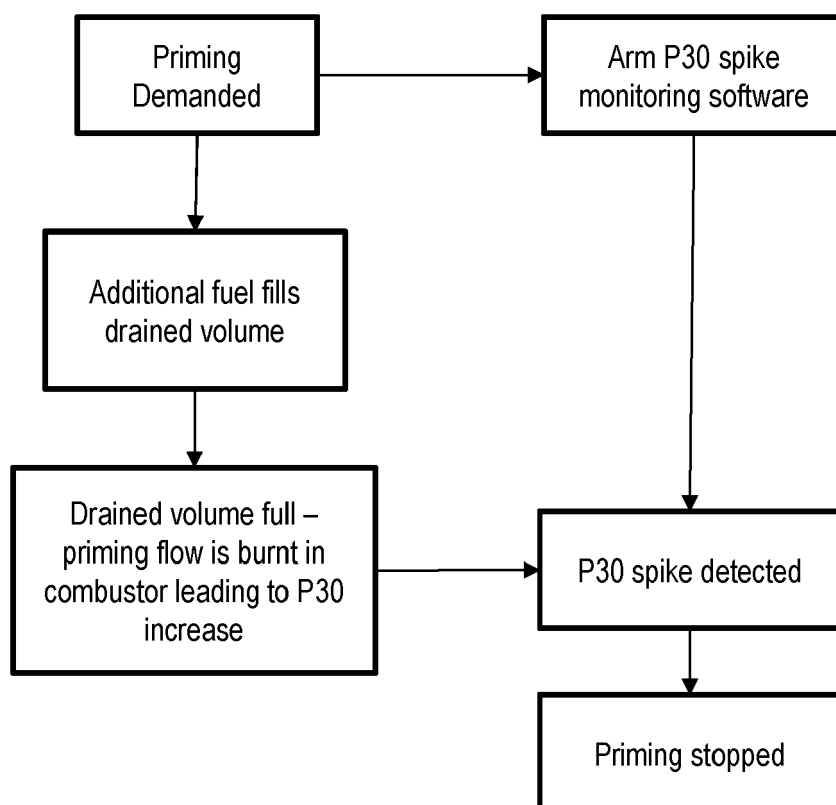 Priming
Demanded
Arm P30 spike
monitoring software
Additional fuel fills
drained volume
Drained volume full –
priming flow is burnt in
combustor leading to P30
increase
P30 spike detected
Priming stopped